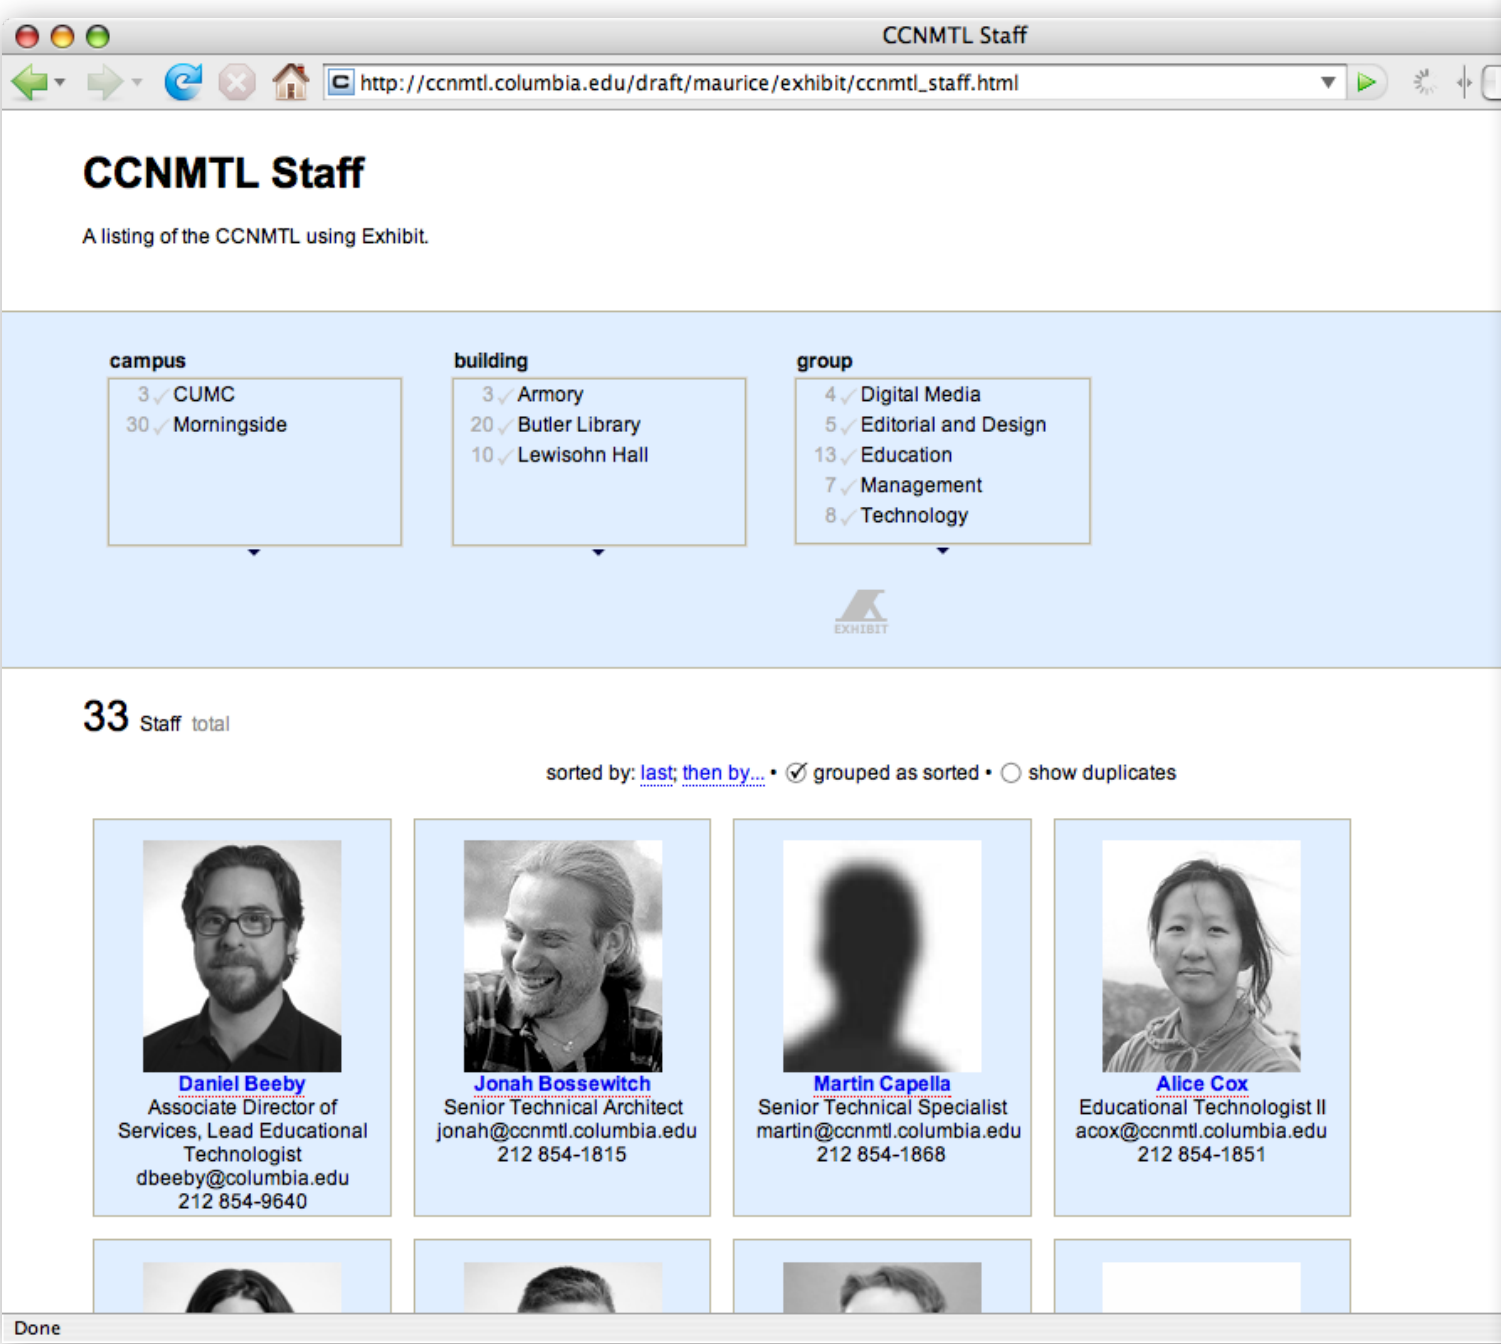 CCNMTL Staff
http://ccnmtl.columbia.edu/draft/maurice/exhibit/ccnmtl_staff.html
CCNMTL Staff
A listing of the CCNMTL using Exhibit.
campus
3 CUMC
30 Morningside
building
3 Armory
20 Butler Library
10 Lewisohn Hall
group
4 Digital Media
5 Editorial and Design
13 Education
7 Management
8 Technology
EXHIBIT
33 Staff total
sorted by: last; then by... • grouped as sorted • show duplicates
Daniel Beeby
Associate Director of
Services, Lead Educational
Technologist
dbeeby@columbia.edu
212 854-9640
Jonah Bossewitch
Senior Technical Architect
jonah@ccnmtl.columbia.edu
212 854-1815
Martin Capella
Senior Technical Specialist
martin@ccnmtl.columbia.edu
212 854-1868
Alice Cox
Educational Technologist II
acox@ccnmtl.columbia.edu
212 854-1851
Done